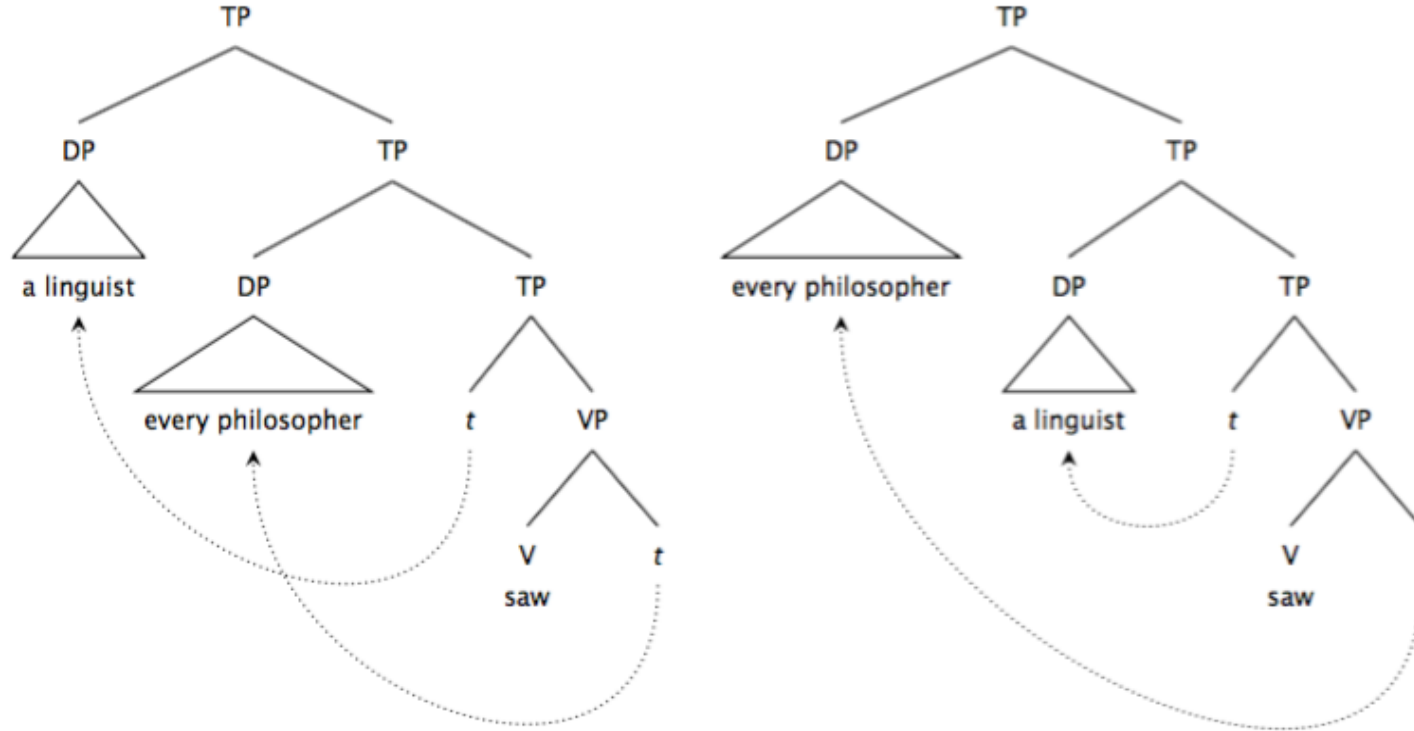 TP TP
DP TP DP TP
a linguist DP TP every philosopher DP TP
every philosopher t VP a linguist t VP
V t V
saw saw